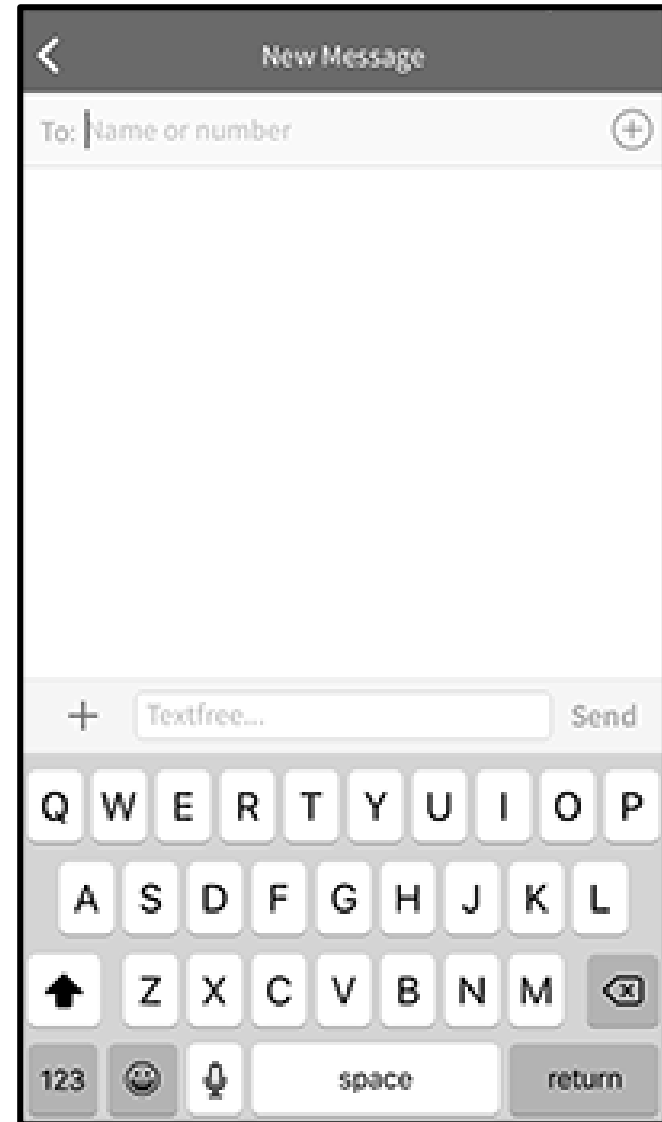 New Message
To: Name or number
Textfree... Send
Q W E R T Y U I O P
A S D F G H J K L
Z X C V B N M
123 space return